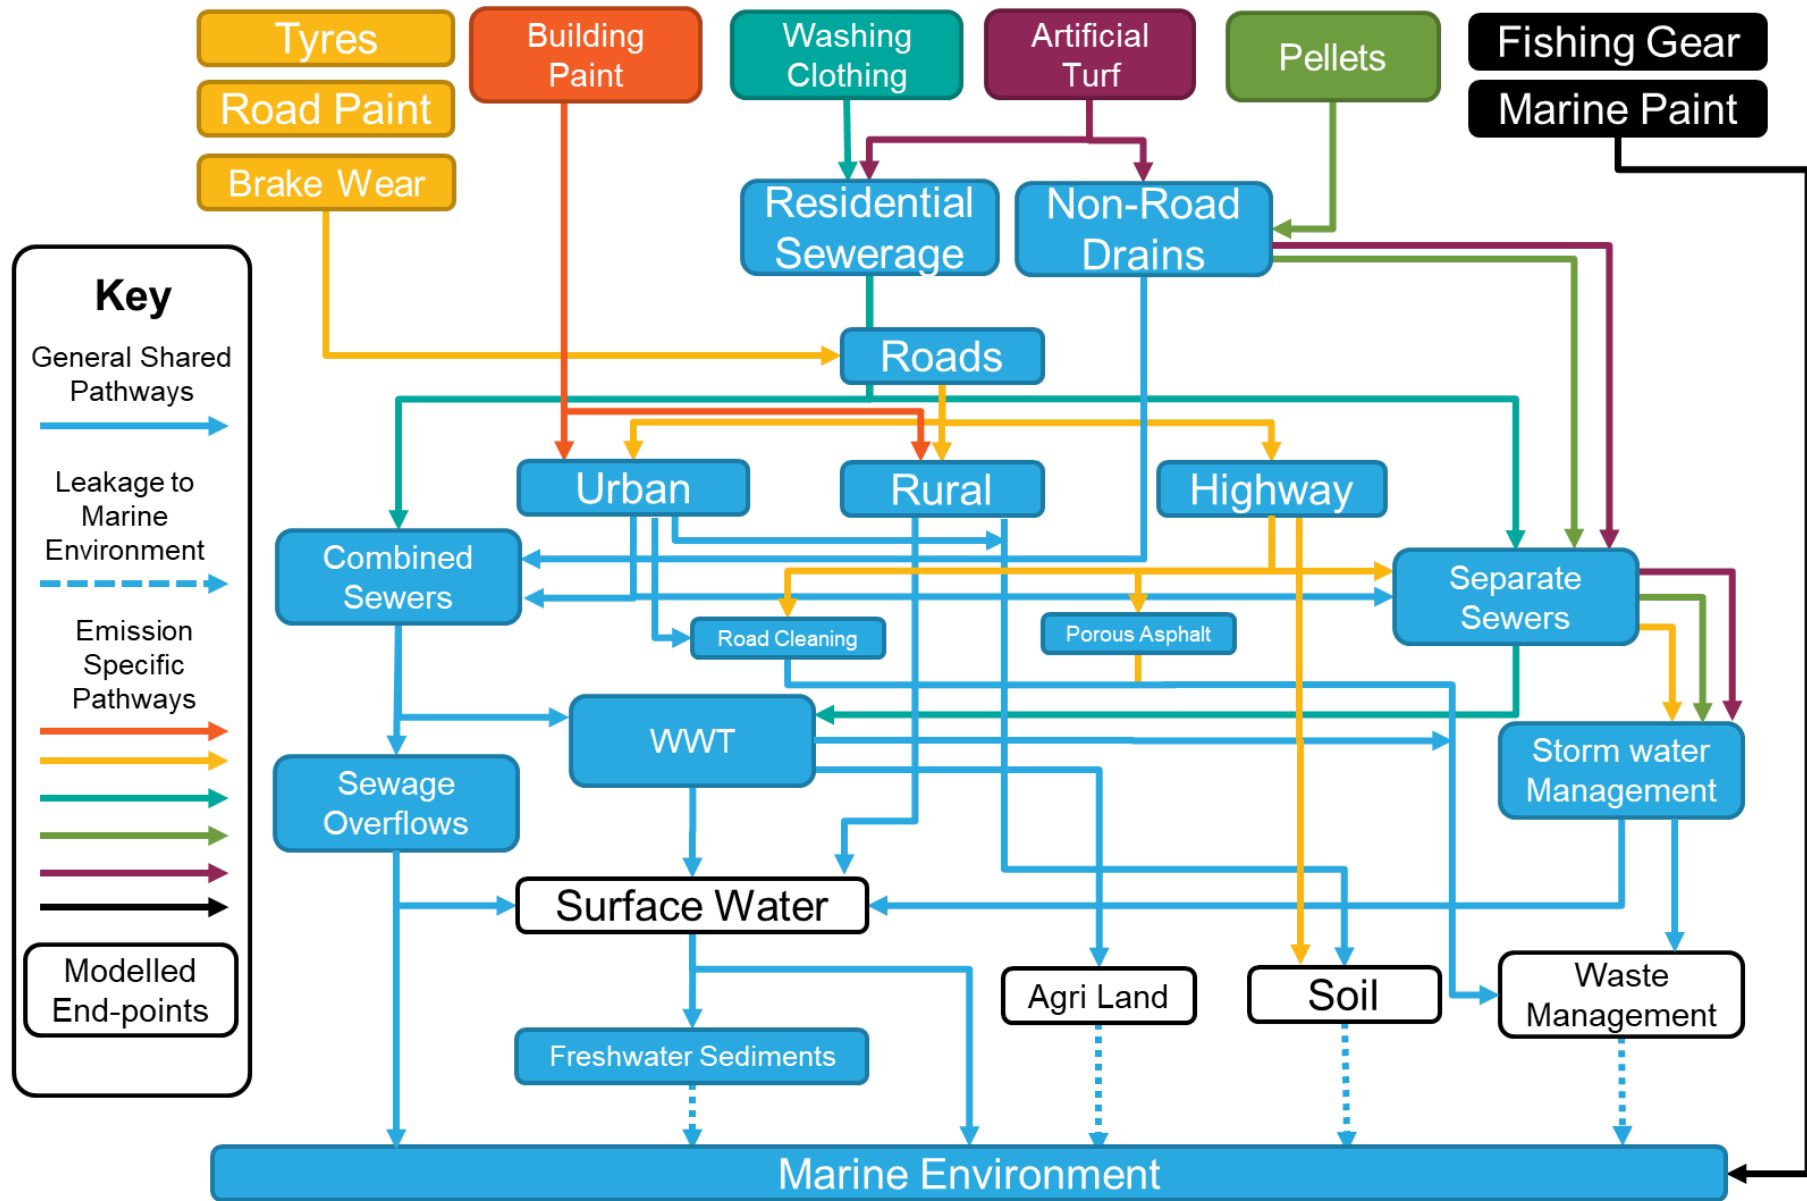 Tyres
Road Paint
Brake Wear
Building
Paint
Washing
Clothing
Artificial
Turf
Pellets
Fishing Gear
Marine Paint
Residential
Sewerage
Non-Road
Drains
Key
General Shared
Pathways
Leakage to
Marine
Environment
Emission
Specific
Pathways
Modelled
End-points
Roads
Urban
Rural
Highway
Combined
Sewers
Separate
Sewers
Road Cleaning
Porous Asphalt
WWT
Sewage
Overflows
Storm water
Management
Surface Water
Agri Land
Soil
Waste
Management
Freshwater Sediments
Marine Environment